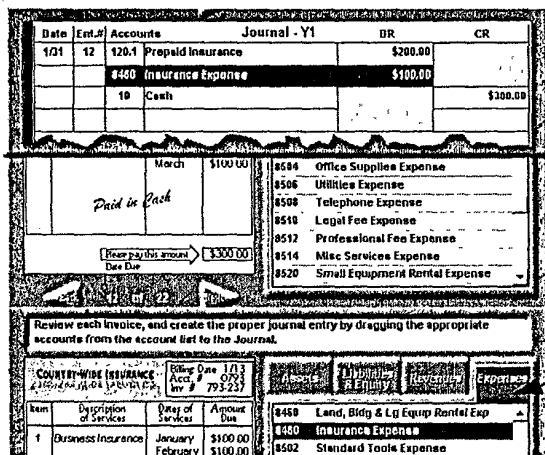 Journal - Y1
Date Ent.# Accounts DR CR
1/31 12 120.1 Prepaid Insurance $200.00
8460 Insurance Expense $100.00
10 Cash $300.00
March $100.00
Paid in Cash
Please pay this amount $300.00
Date Due
8504 Office Supplies Expense
8506 Utilities Expense
8508 Telephone Expense
8510 Legal Fee Expense
8512 Professional Fee Expense
8514 Misc Services Expense
8520 Small Equipment Rental Expense
of 22
Review each invoice, and create the proper journal entry by dragging the appropriate
accounts from the account list to the Journal.
COUNTRY-WIDE INSURANCE
Billing Date 1/13
Acct. # 0795
Inv # 793-237
Item Description of Services Dates of Services Amount Due
1 Business Insurance January $100.00
February $100.00
Assets Liabilities & Equity Revenues Expenses
8450 Land, Bldg & Lg Equip Rental Exp
8460 Insurance Expense
8502 Standard Tools Expense